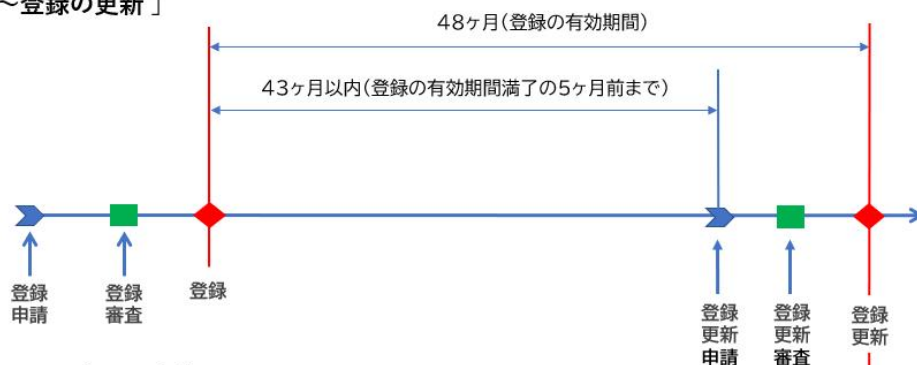 ～登録の更新 」
48ヶ月(登録の有効期間)
43ヶ月以内(登録の有効期間満了の5ヶ月前まで)
登録
申請
登録
審査
登録
登録
更新
申請
登録
更新
審査
登録
更新